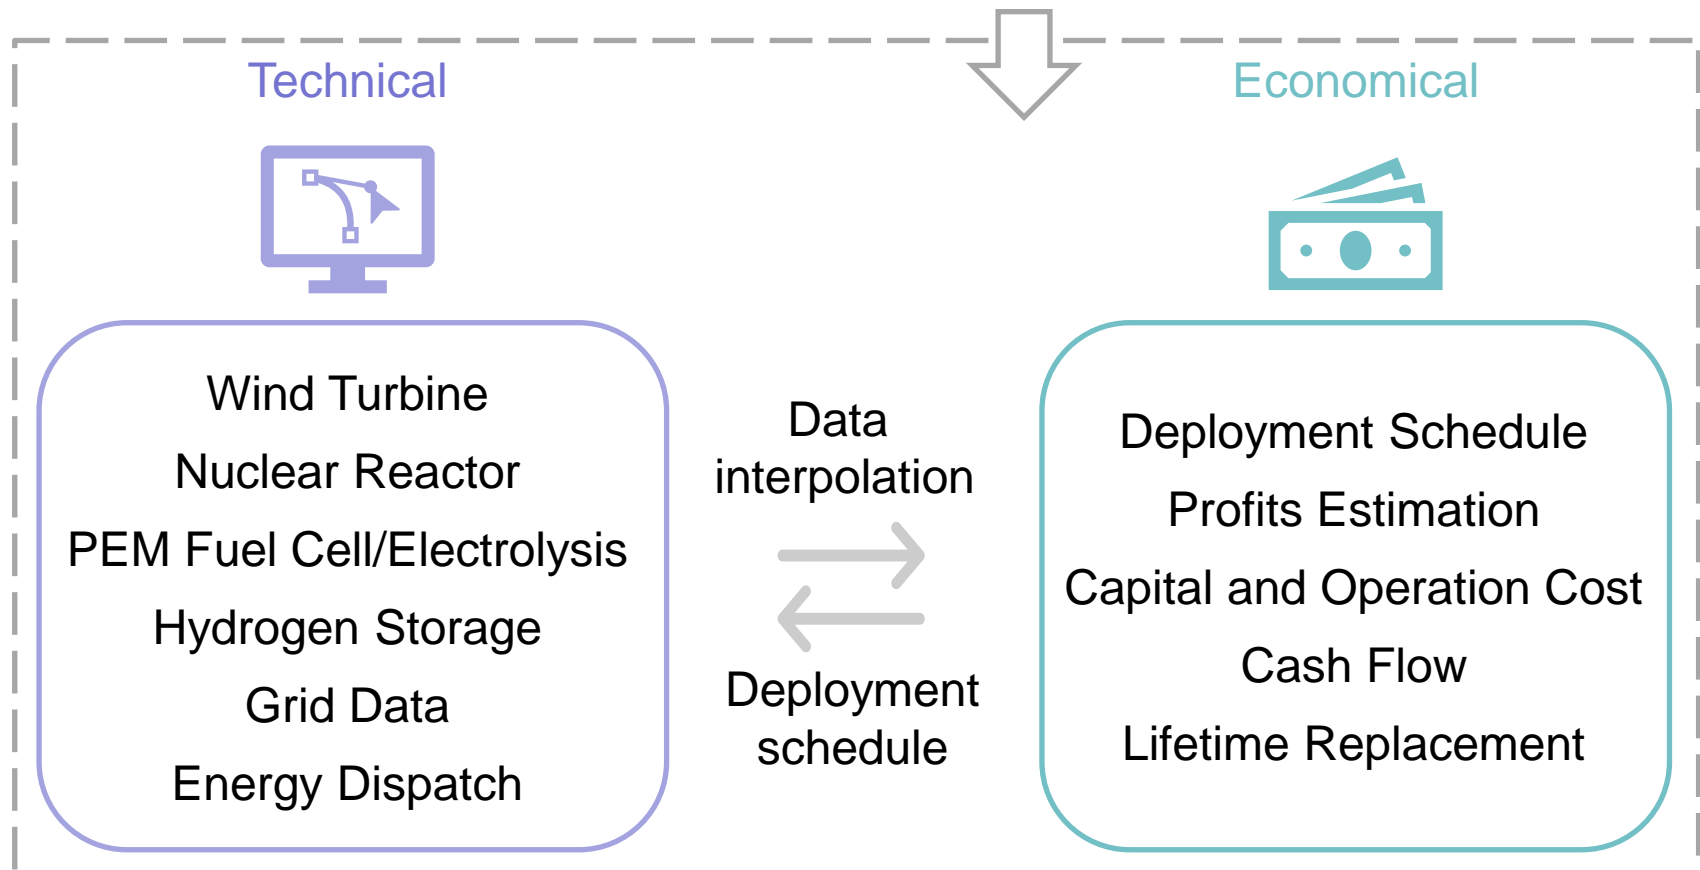 Technical
Economical
Wind Turbine
Nuclear Reactor
PEM Fuel Cell/Electrolysis
Hydrogen Storage
Grid Data
Energy Dispatch
Data
interpolation
Deployment
schedule
Deployment Schedule
Profits Estimation
Capital and Operation Cost
Cash Flow
Lifetime Replacement